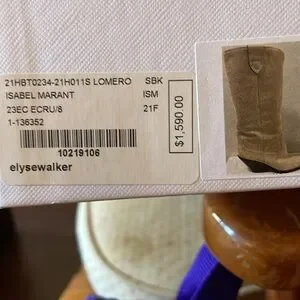 21HBT0234-21H011S LOMERO SBK
ISABEL MARANT ISM
23EC ECRU/8 21F
1-136352
$1,590.00
10219106
elysewalker